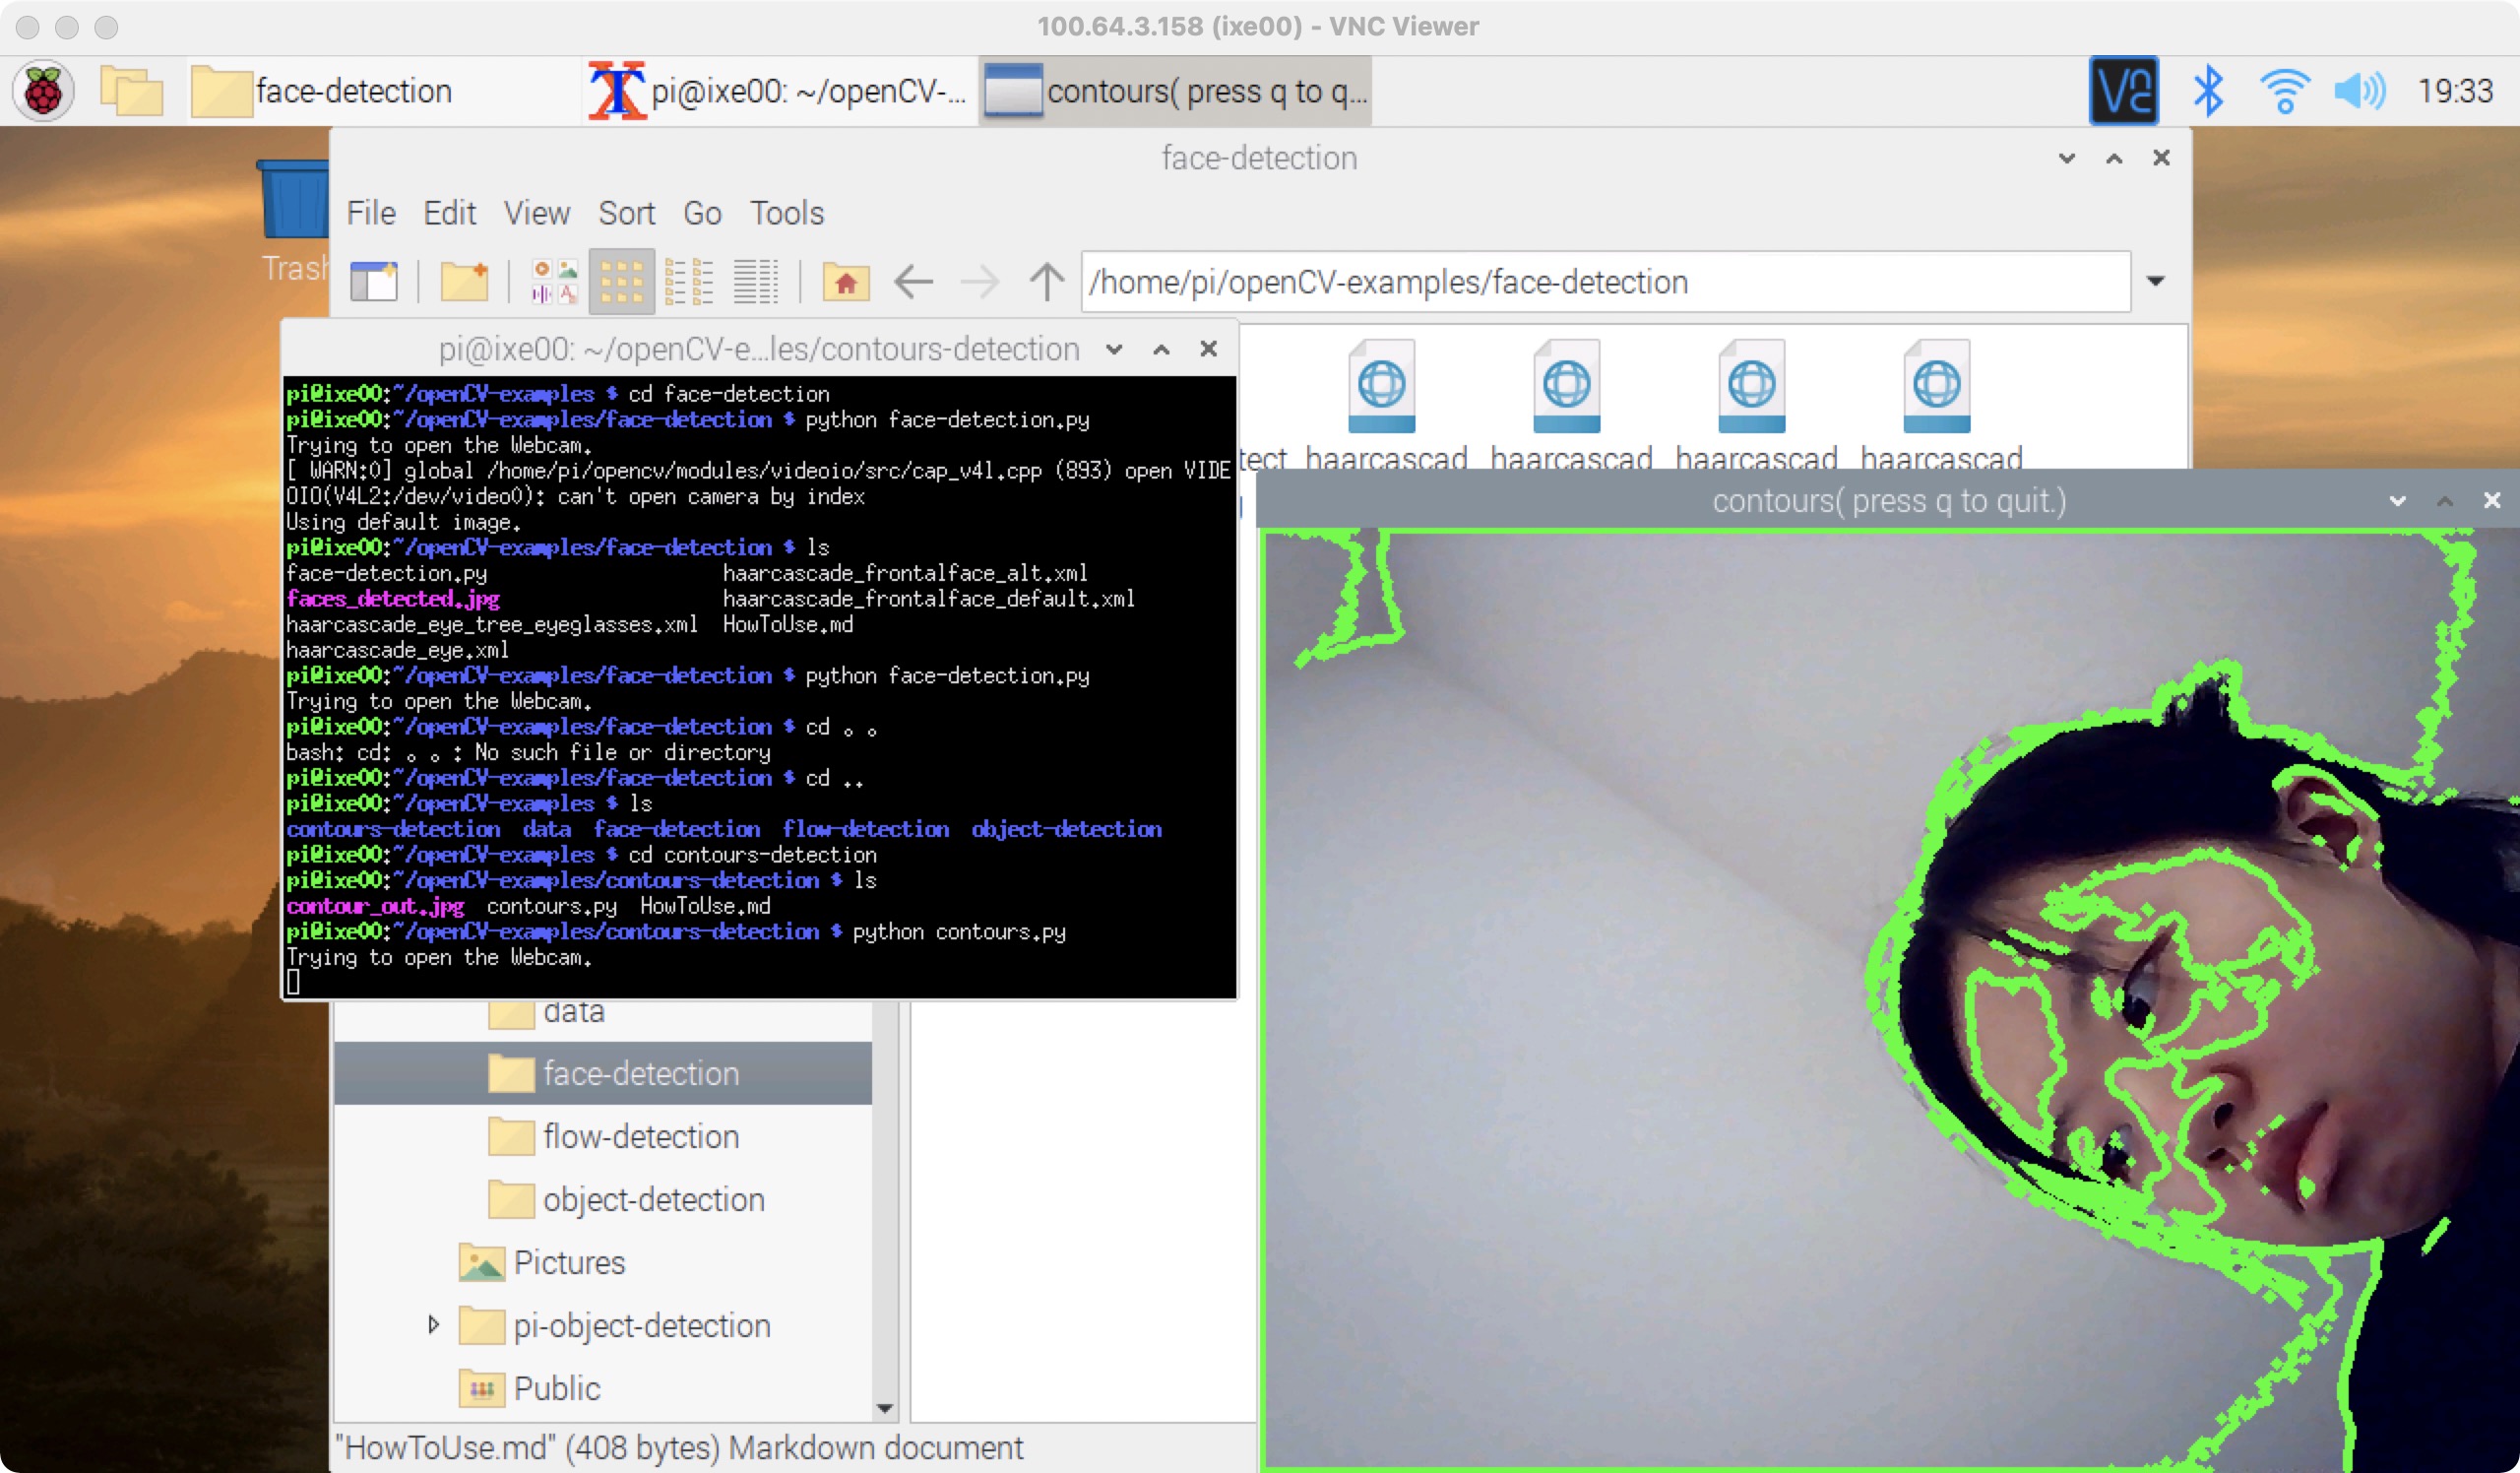 100.64.3.158 (ixe00) - VNC Viewer
face-detection
pi@ixe00: ~/openCV-...
contours( press q to q...
19:33
Trash
face-detection
File Edit View Sort Go Tools
/home/pi/openCV-examples/face-detection
haarcascad haarcascad haarcascad haarcascad
pi@ixe00: ~/openCV-e...les/contours-detection
pi@ixe00:~/openCV-examples $ cd face-detection
pi@ixe00:~/openCV-examples/face-detection $ python face-detection.py
Trying to open the Webcam.
[ WARN:0] global /home/pi/opencv/modules/videoio/src/cap_v4l.cpp (893) open VIDE
OIO(V4L2:/dev/video0): can't open camera by index
Using default image.
pi@ixe00:~/openCV-examples/face-detection $ ls
face-detection.py haarcascade_frontalface_alt.xml
faces_detected.jpg haarcascade_frontalface_default.xml
haarcascade_eye_tree_eyeglasses.xml HowToUse.md
haarcascade_eye.xml
pi@ixe00:~/openCV-examples/face-detection $ python face-detection.py
Trying to open the Webcam.
pi@ixe00:~/openCV-examples/face-detection $ cd 。。
bash: cd: 。。: No such file or directory
pi@ixe00:~/openCV-examples/face-detection $ cd ..
pi@ixe00:~/openCV-examples $ ls
contours-detection data face-detection flow-detection object-detection
pi@ixe00:~/openCV-examples $ cd contours-detection
pi@ixe00:~/openCV-examples/contours-detection $ ls
contour_out.jpg contours.py HowToUse.md
pi@ixe00:~/openCV-examples/contours-detection $ python contours.py
Trying to open the Webcam.
contours( press q to quit.)
data
face-detection
flow-detection
object-detection
Pictures
pi-object-detection
Public
"HowToUse.md" (408 bytes) Markdown document